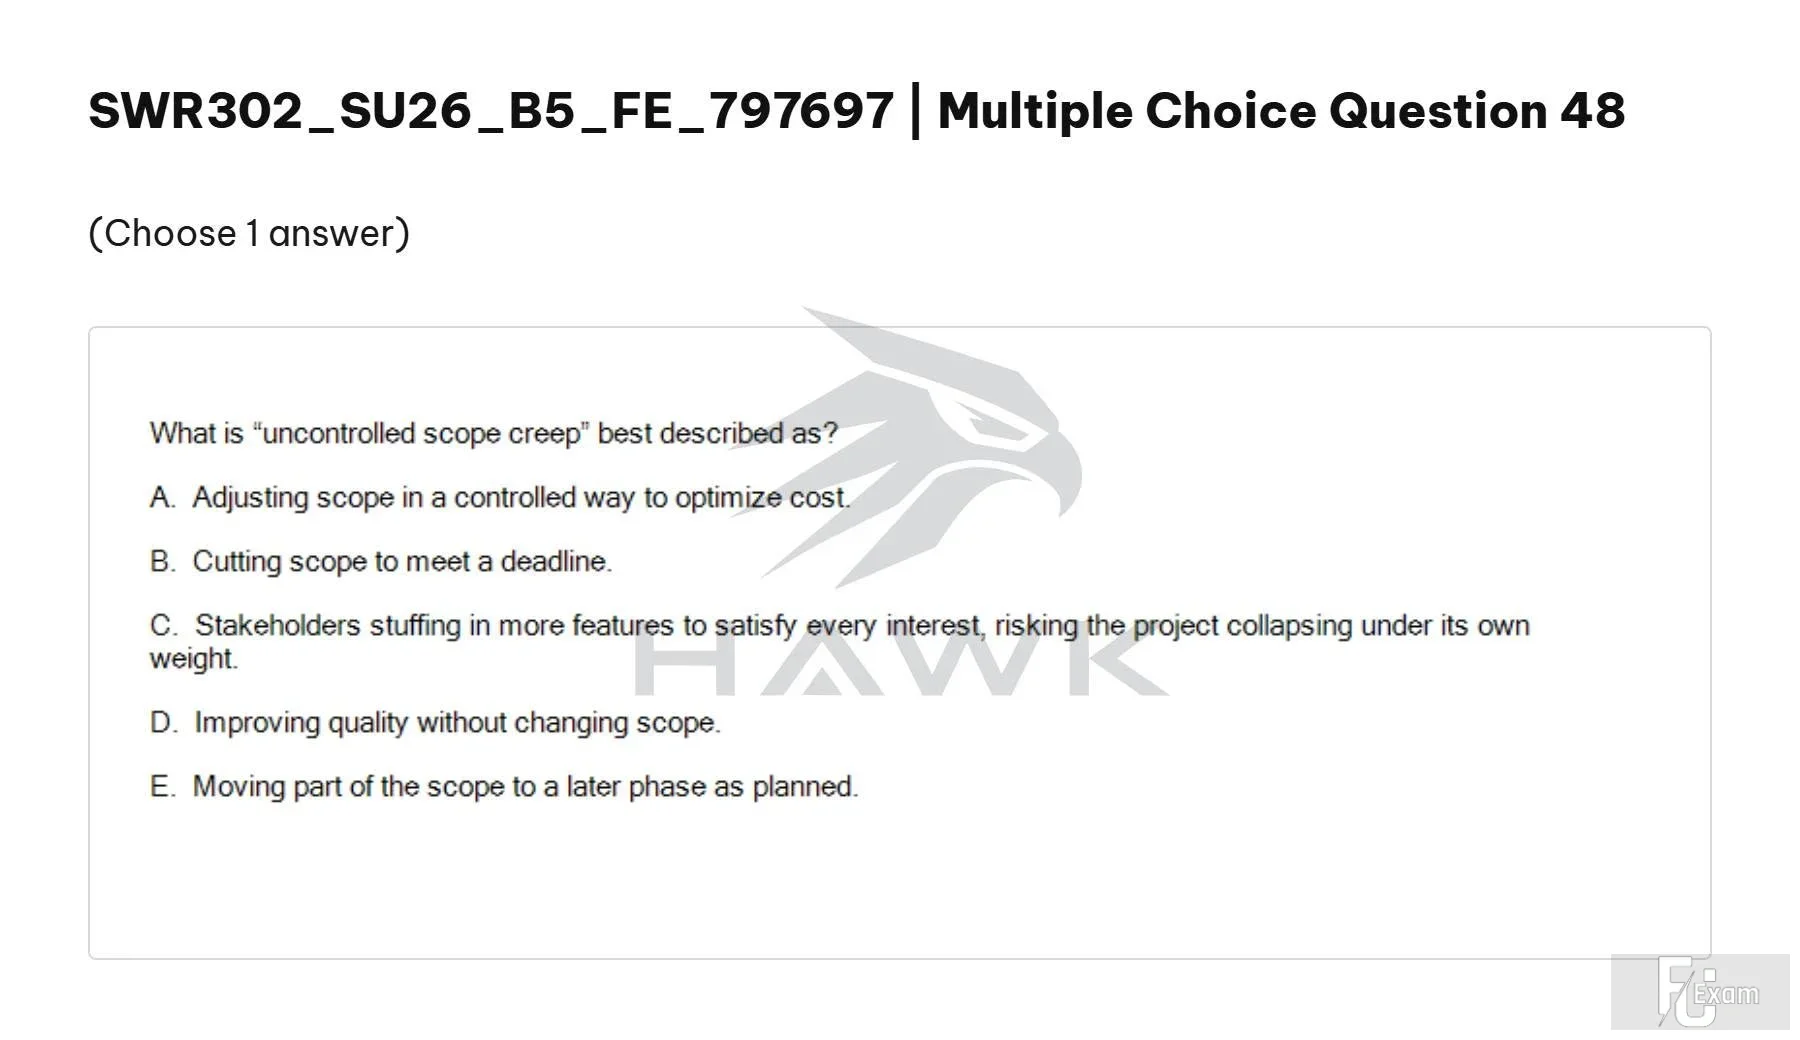 SWR302_SU26_B5_FE_797697 | Multiple Choice Question 48
(Choose 1 answer)
What is “uncontrolled scope creep” best described as?
A. Adjusting scope in a controlled way to optimize cost.
B. Cutting scope to meet a deadline.
C. Stakeholders stuffing in more features to satisfy every interest, risking the project collapsing under its own
weight.
D. Improving quality without changing scope.
E. Moving part of the scope to a later phase as planned.
HAWK
FU Exam